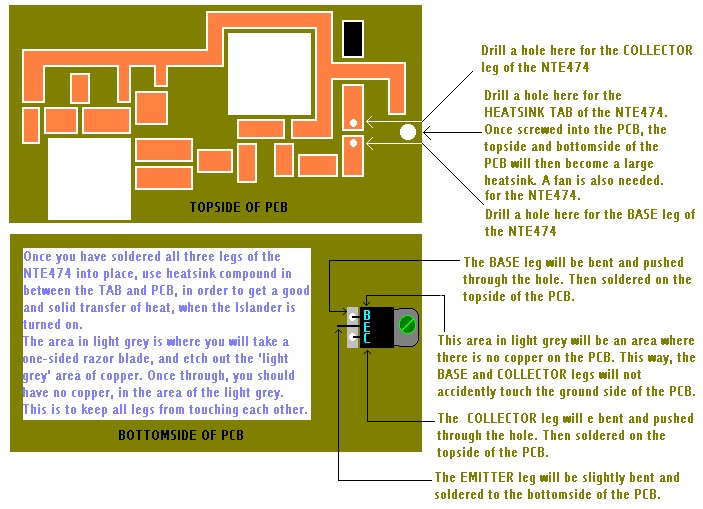 Drill a hole here for the COLLECTOR
leg of the NTE474
Drill a hole here for the
HEATSINK TAB of the NTE474.
Once screwed into the PCB, the
topside and bottomside of the
PCB will then become a large
heatsink. A fan is also needed.
for the NTE474.
Drill a hole here for the BASE leg of
the NTE474
TOPSIDE OF PCB
Once you have soldered all three legs of the
NTE474 into place, use heatsink compound in
between the TAB and PCB, in order to get a good
and solid transfer of heat, when the Islander is
turned on.
The area in light grey is where you will take a
one-sided razor blade, and etch out the 'light
grey' area of copper. Once through, you should
have no copper, in the area of the light grey.
This is to keep all legs from touching each other.
BOTTOMSIDE OF PCB
B
E
C
The BASE leg will be bent and pushed
through the hole. Then soldered on the
topside of the PCB.
This area in light grey will be an area where
there is no copper on the PCB. This way, the
BASE and COLLECTOR legs will not
accidently touch the ground side of the PCB.
The COLLECTOR leg will e bent and pushed
through the hole. Then soldered on the
topside of the PCB.
The EMITTER leg will be slightly bent and
soldered to the bottomside of the PCB.